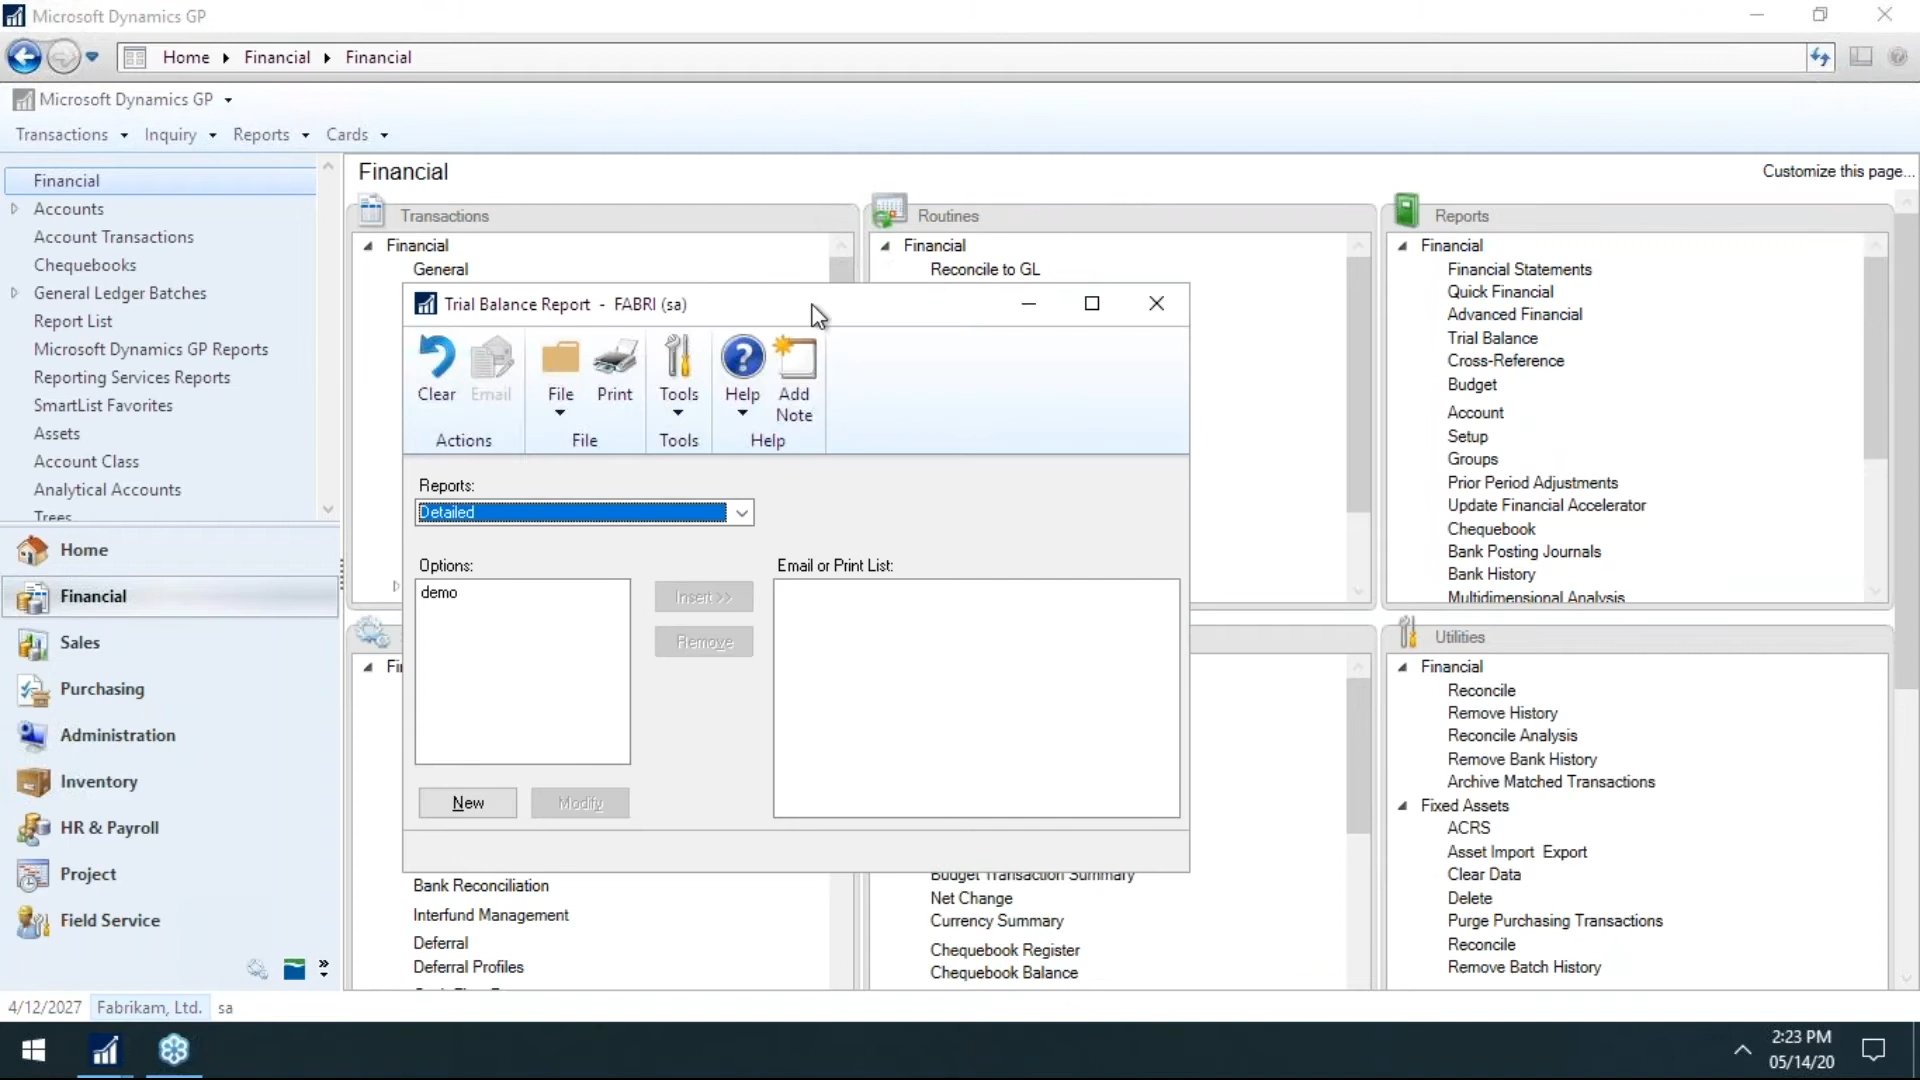 Microsoft Dynamics GP
Home Financial Financial
Microsoft Dynamics GP
Transactions Inquiry Reports Cards
Financial
Accounts
Account Transactions
Chequebooks
General Ledger Batches
Report List
Microsoft Dynamics GP Reports
Reporting Services Reports
SmartList Favorites
Assets
Account Class
Analytical Accounts
Trees
Home
Financial
Sales
Purchasing
Administration
Inventory
HR & Payroll
Project
Field Service
Financial
Customize this page...
Transactions
Financial
General
Routines
Financial
Reconcile to GL
Reports
Financial
Financial Statements
Quick Financial
Advanced Financial
Trial Balance
Cross-Reference
Budget
Account
Setup
Groups
Prior Period Adjustments
Update Financial Accelerator
Chequebook
Bank Posting Journals
Bank History
Multidimensional Analysis
Trial Balance Report - FABRI (sa)
Clear
Email
File
Print
Tools
Help
Add Note
Actions
File
Tools
Help
Reports:
Detailed
Options:
demo
Insert >>
Remove
Email or Print List:
New
Modify
Fi
Bank Reconciliation
Interfund Management
Deferral
Deferral Profiles
Budget Transaction Summary
Net Change
Currency Summary
Chequebook Register
Chequebook Balance
Utilities
Financial
Reconcile
Remove History
Reconcile Analysis
Remove Bank History
Archive Matched Transactions
Fixed Assets
ACRS
Asset Import Export
Clear Data
Delete
Purge Purchasing Transactions
Reconcile
Remove Batch History
4/12/2027 Fabrikam, Ltd. sa
2:23 PM
05/14/20